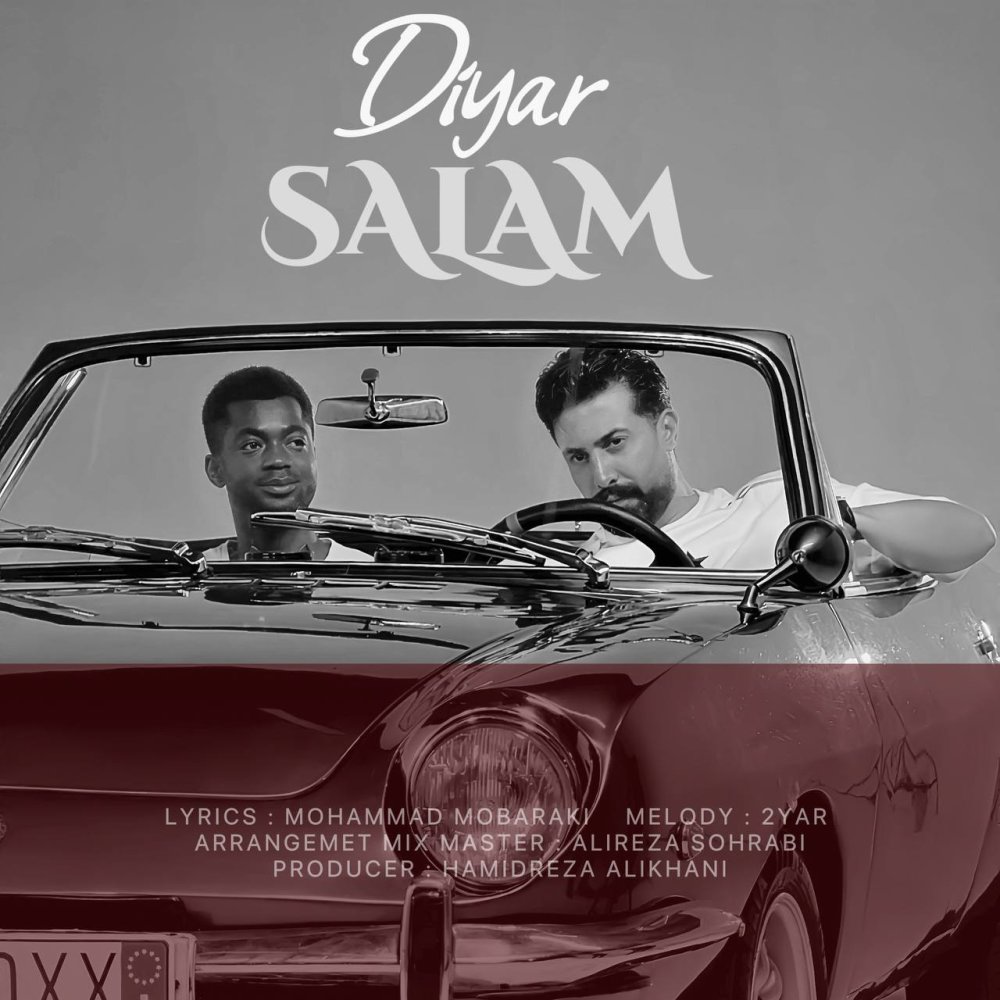 Diyar
SALAM
LYRICS : MOHAMMAD MOBARAKI MELODY : 2YAR
ARRANGEMET MIX MASTER : ALIREZA SOHRABI
PRODUCER : HAMIDREZA ALIKHANI